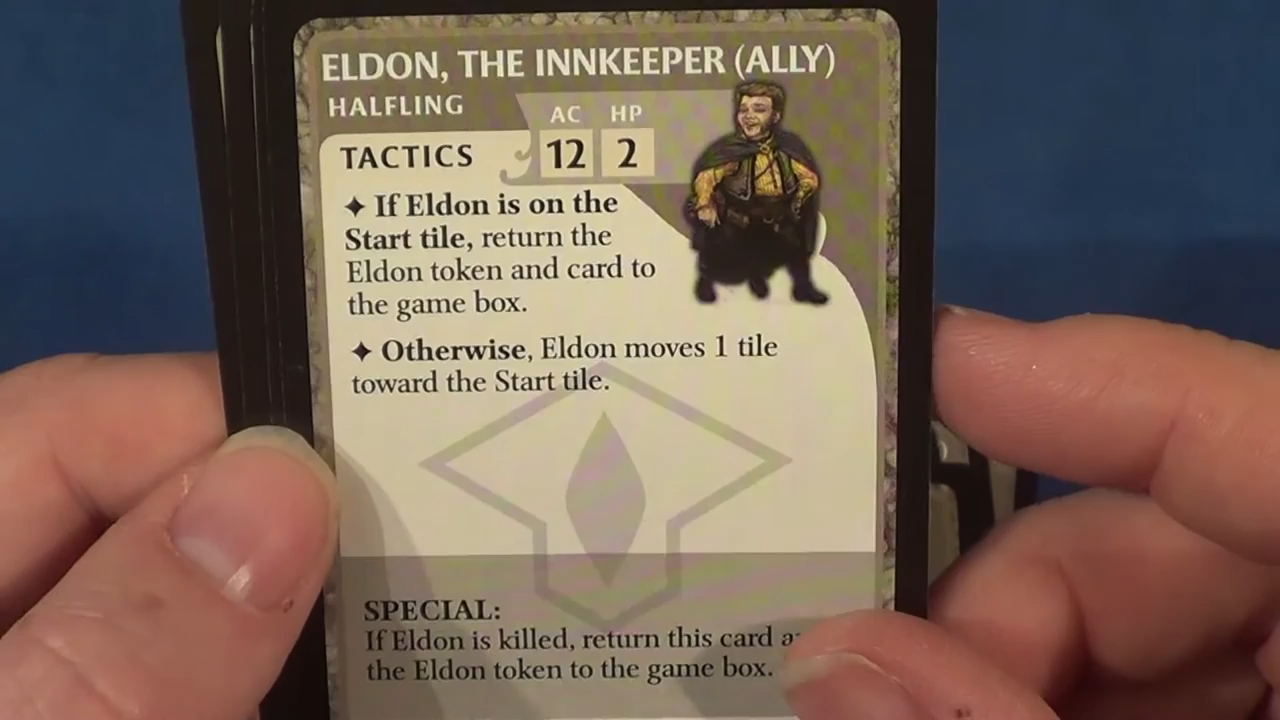 ELDON, THE INNKEEPER (ALLY)
HALFLING
AC HP
TACTICS 12 2
✦ If Eldon is on the
Start tile, return the
Eldon token and card to
the game box.
✦ Otherwise, Eldon moves 1 tile
toward the Start tile.
SPECIAL:
If Eldon is killed, return this card
the Eldon token to the game box.